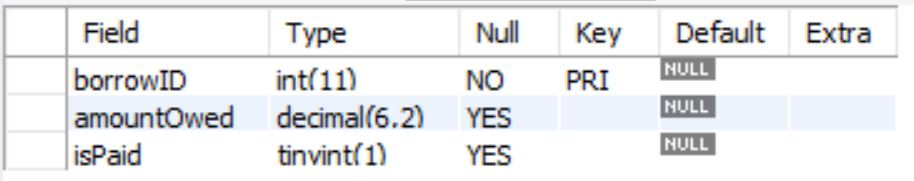 Field Type Null Key Default Extra
borrowID int(11) NO PRI NULL
amountOwed decimal(6,2) YES NULL
isPaid tinyint(1) YES NULL